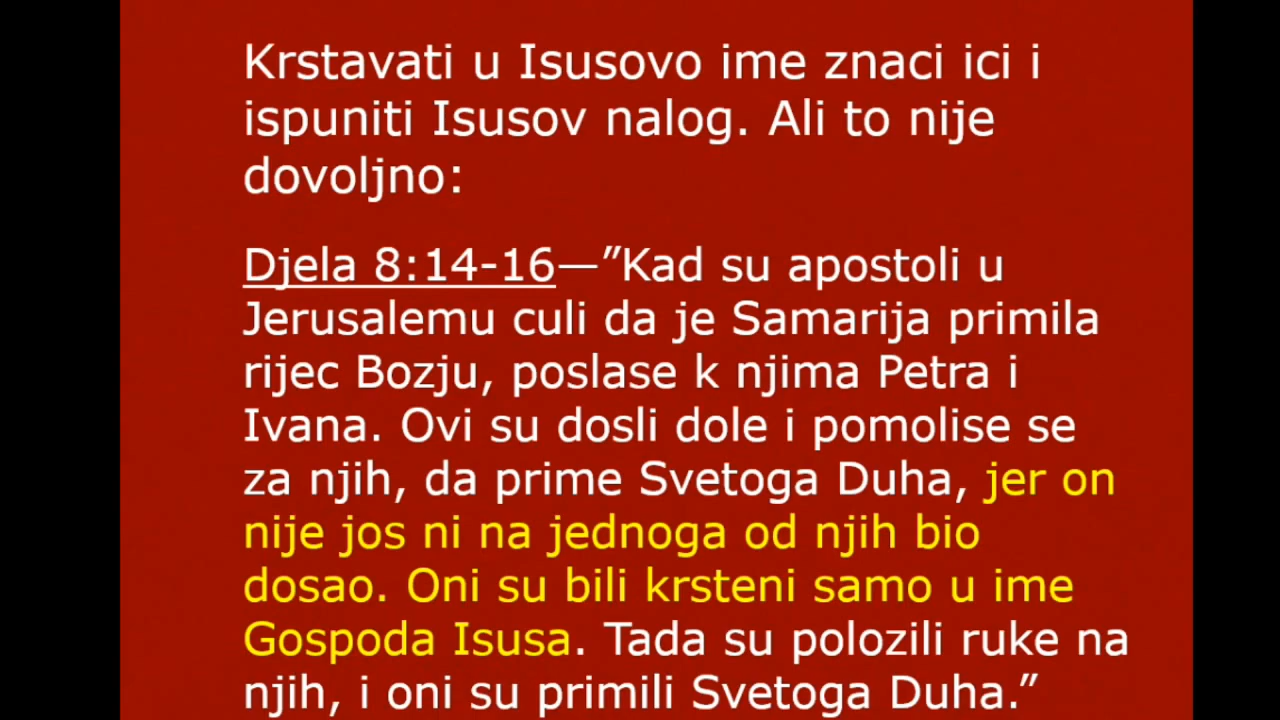 Krstavati u Isusovo ime znaci ici i
ispuniti Isusov nalog. Ali to nije
dovoljno:
Djela 8:14-16—”Kad su apostoli u
Jerusalemu culi da je Samarija primila
rijec Bozju, poslase k njima Petra i
Ivana. Ovi su dosli dole i pomolise se
za njih, da prime Svetoga Duha, jer on
nije jos ni na jednoga od njih bio
dosao. Oni su bili krsteni samo u ime
Gospoda Isusa. Tada su polozili ruke na
njih, i oni su primili Svetoga Duha.”